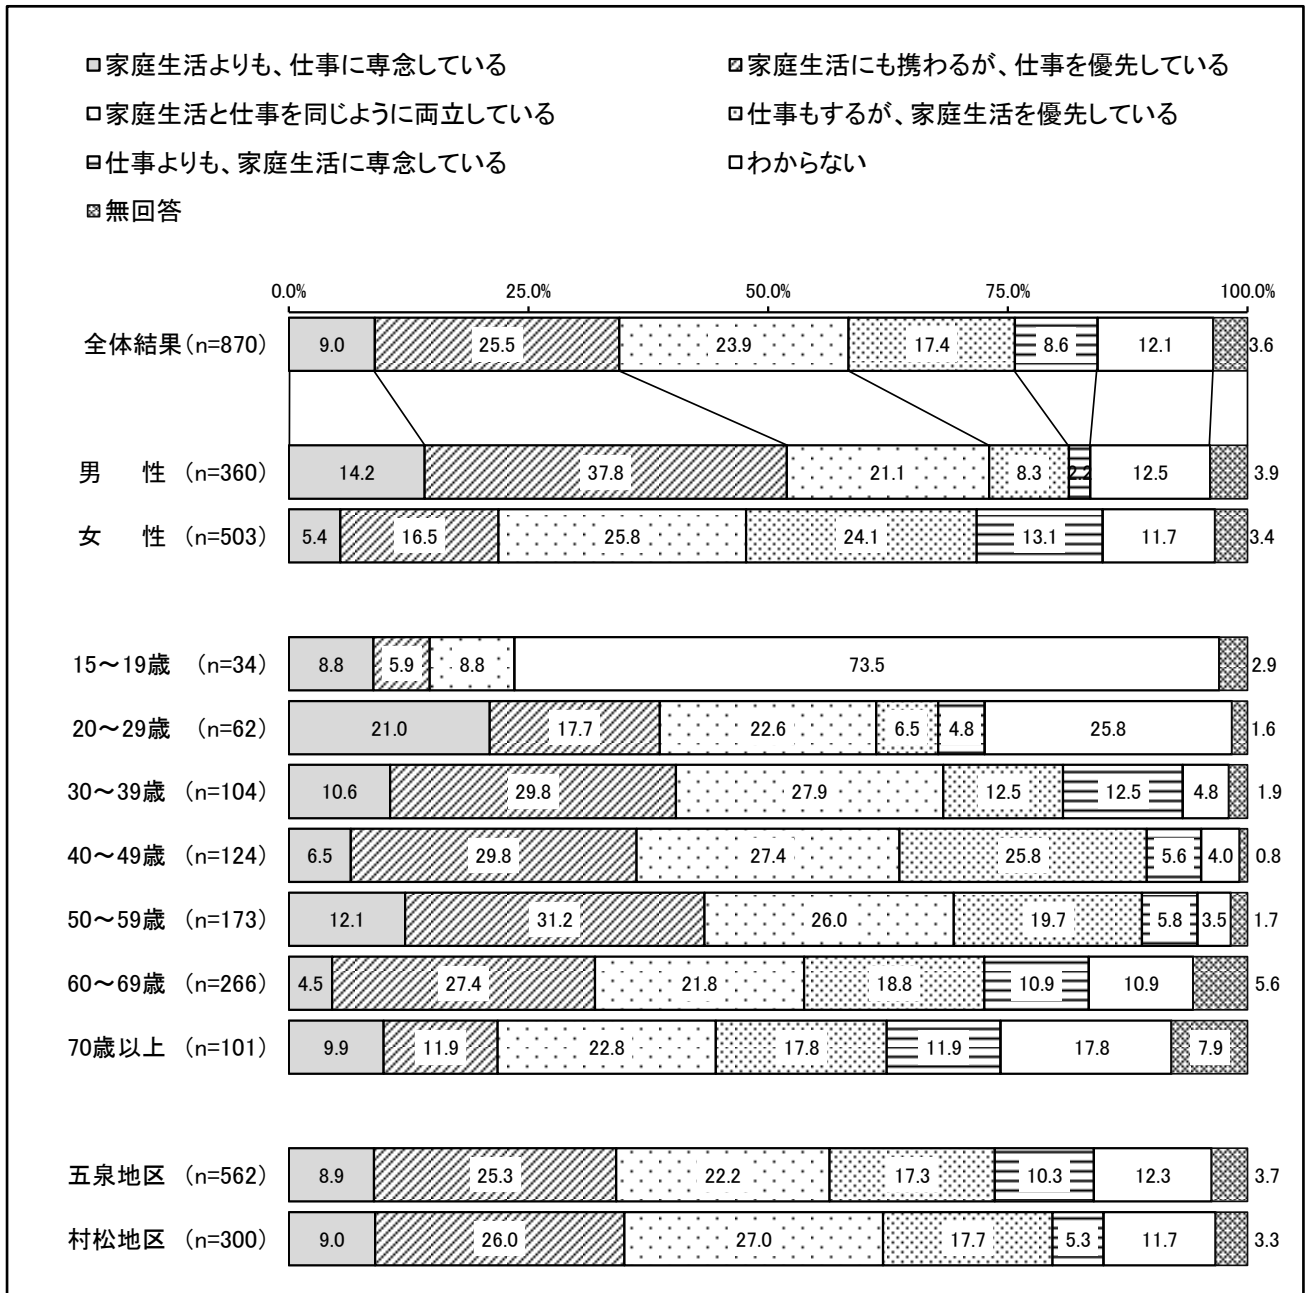 家庭生活よりも、仕事に専念している 家庭生活にも携わるが、仕事を優先している
家庭生活と仕事を同じように両立している 仕事もするが、家庭生活を優先している
仕事よりも、家庭生活に専念している わからない
無回答
0.0% 25.0% 50.0% 75.0% 100.0%
全体結果(n=870) 9.0 25.5 23.9 17.4 8.6 12.1 3.6
男 性 (n=360) 14.2 37.8 21.1 8.3 2.2 12.5 3.9
女 性 (n=503) 5.4 16.5 25.8 24.1 13.1 11.7 3.4
15～19歳 (n=34) 8.8 5.9 8.8 73.5 2.9
20～29歳 (n=62) 21.0 17.7 22.6 6.5 4.8 25.8 1.6
30～39歳 (n=104) 10.6 29.8 27.9 12.5 12.5 4.8 1.9
40～49歳 (n=124) 6.5 29.8 27.4 25.8 5.6 4.0 0.8
50～59歳 (n=173) 12.1 31.2 26.0 19.7 5.8 3.5 1.7
60～69歳 (n=266) 4.5 27.4 21.8 18.8 10.9 10.9 5.6
70歳以上 (n=101) 9.9 11.9 22.8 17.8 11.9 17.8 7.9
五泉地区 (n=562) 8.9 25.3 22.2 17.3 10.3 12.3 3.7
村松地区 (n=300) 9.0 26.0 27.0 17.7 5.3 11.7 3.3